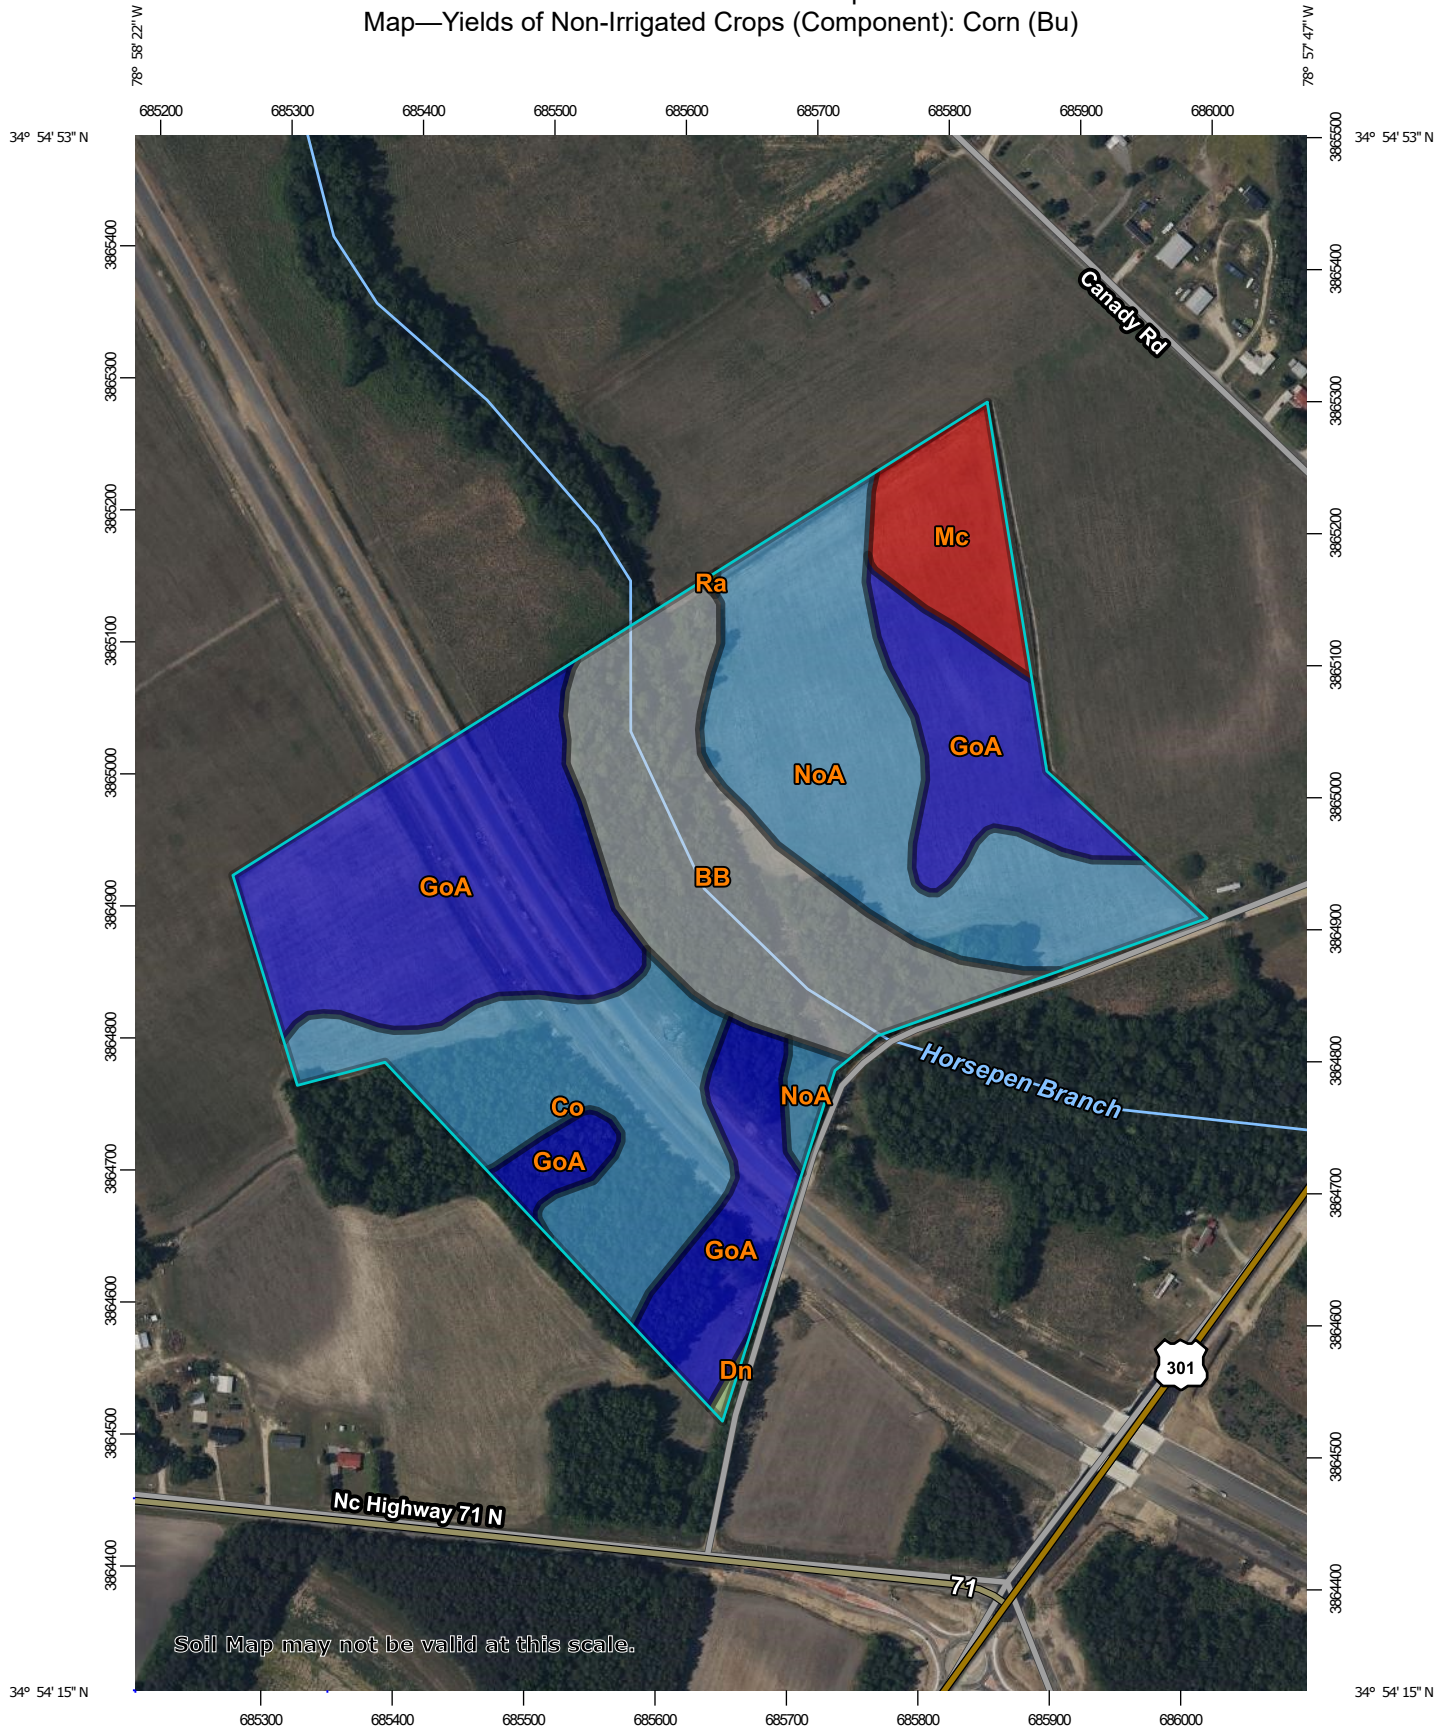 Map—Yields of Non-Irrigated Crops (Component): Corn (Bu)
78° 58' 22'' W
78° 57' 47'' W
685200 685300 685400 685500 685600 685700 685800 685900 686000
34° 54' 53'' N
34° 54' 53'' N
3865500
3865400
3865400
Canady Rd
3865300
3865300
3865200
3865200
Mc
Ra
3865100
3865100
GoA
NoA
3865000
3865000
BB
GoA
3864900
3864900
3864800
3864800
Horsepen Branch
NoA
Co
GoA
3864700
3864700
GoA
3864600
3864600
301
Dn
3864500
3864500
Nc Highway 71 N
3864400
71
3864400
Soil Map may not be valid at this scale.
34° 54' 15'' N
34° 54' 15'' N
685300 685400 685500 685600 685700 685800 685900 686000